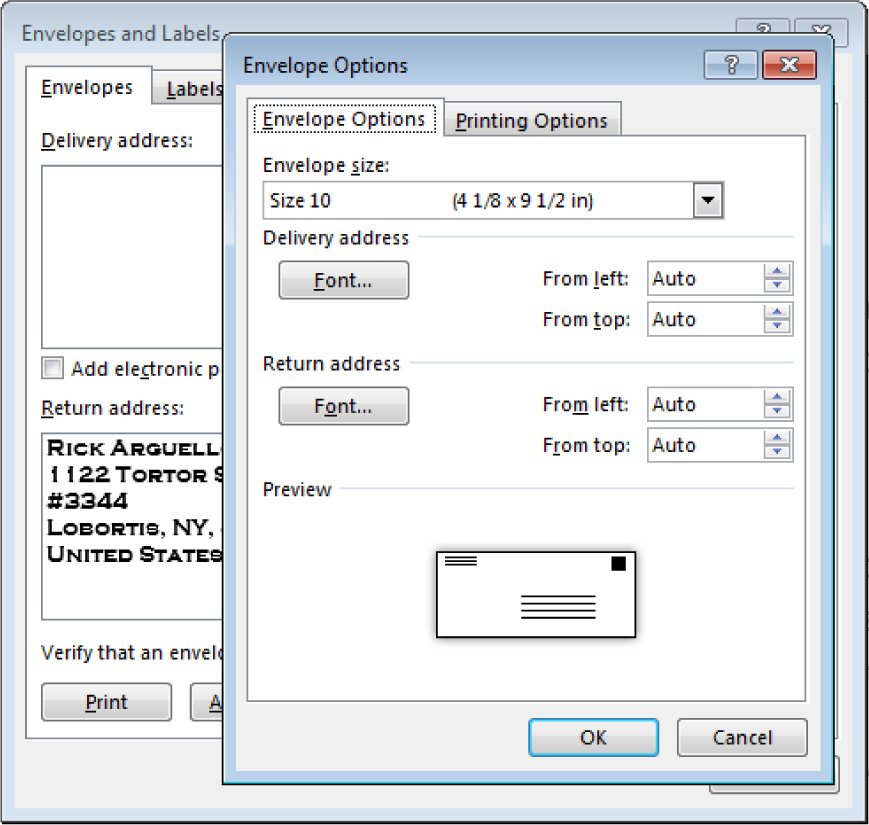 Envelopes and Labels
Envelope Options
Envelopes
Labels
Envelope Options
Printing Options
Delivery address:
Envelope size:
Size 10 (4 1/8 x 9 1/2 in)
Delivery address
Font...
From left: Auto
From top: Auto
Add electronic
Return address
Return address:
Font...
From left: Auto
From top: Auto
RICK
1122 TORTOR
#3344
LOBORTIS, NY,
UNITED STATES
Preview
Verify that an
Print
OK
Cancel